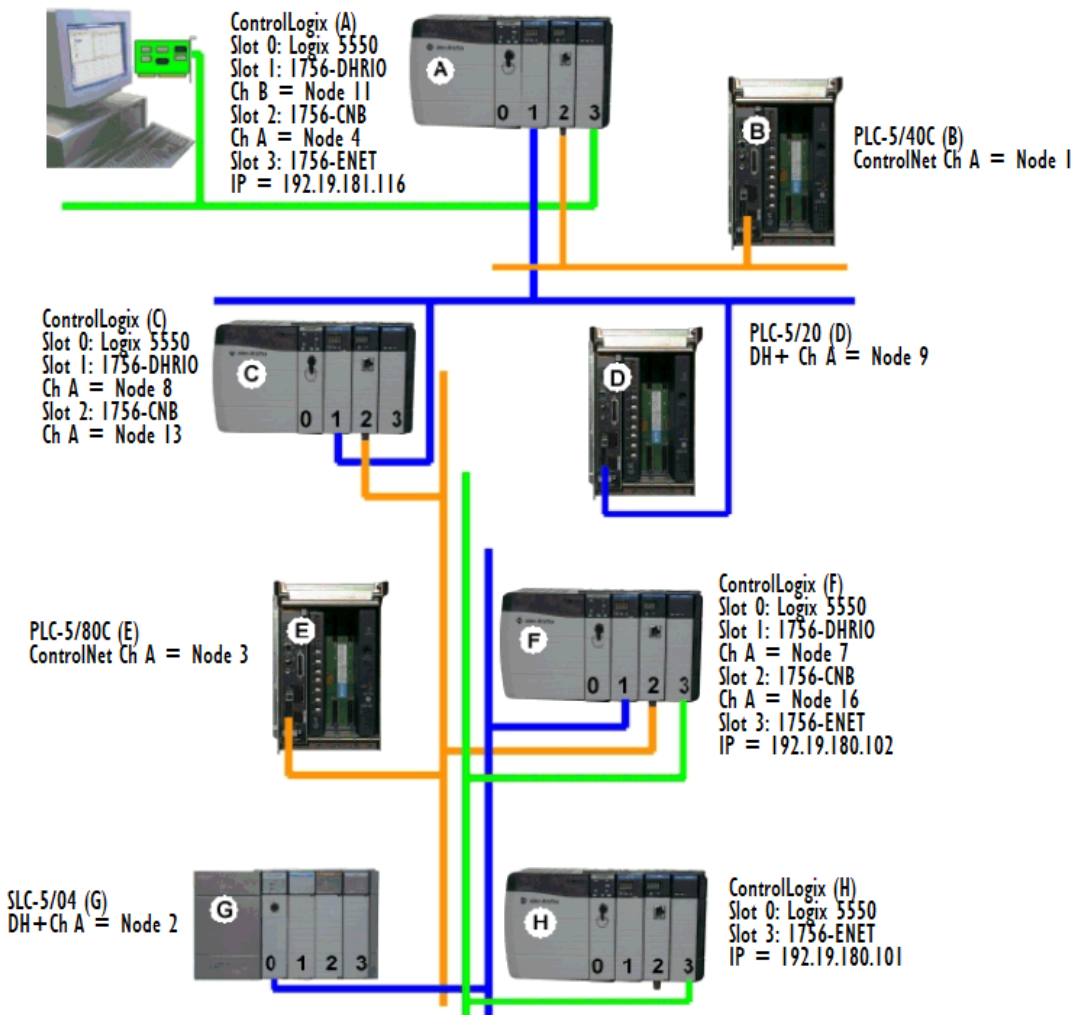 ControlLogix (A)
Slot 0: Logix 5550
Slot 1: 1756-DHRIO
Ch B = Node 11
Slot 2: 1756-CNB
Ch A = Node 4
Slot 3: 1756-ENET
IP = 192.19.181.116
A
0 1 2 3
B
PLC-5/40C (B)
ControlNet Ch A = Node 1
ControlLogix (C)
Slot 0: Logix 5550
Slot 1: 1756-DHRIO
Ch A = Node 8
Slot 2: 1756-CNB
Ch A = Node 13
C
0 1 2 3
D
PLC-5/20 (D)
DH+ Ch A = Node 9
PLC-5/80C (E)
ControlNet Ch A = Node 3
E
F
0 1 2 3
ControlLogix (F)
Slot 0: Logix 5550
Slot 1: 1756-DHRIO
Ch A = Node 7
Slot 2: 1756-CNB
Ch A = Node 16
Slot 3: 1756-ENET
IP = 192.19.180.102
SLC-5/04 (G)
DH+Ch A = Node 2
G
0 1 2 3
H
0 1 2 3
ControlLogix (H)
Slot 0: Logix 5550
Slot 3: 1756-ENET
IP = 192.19.180.101